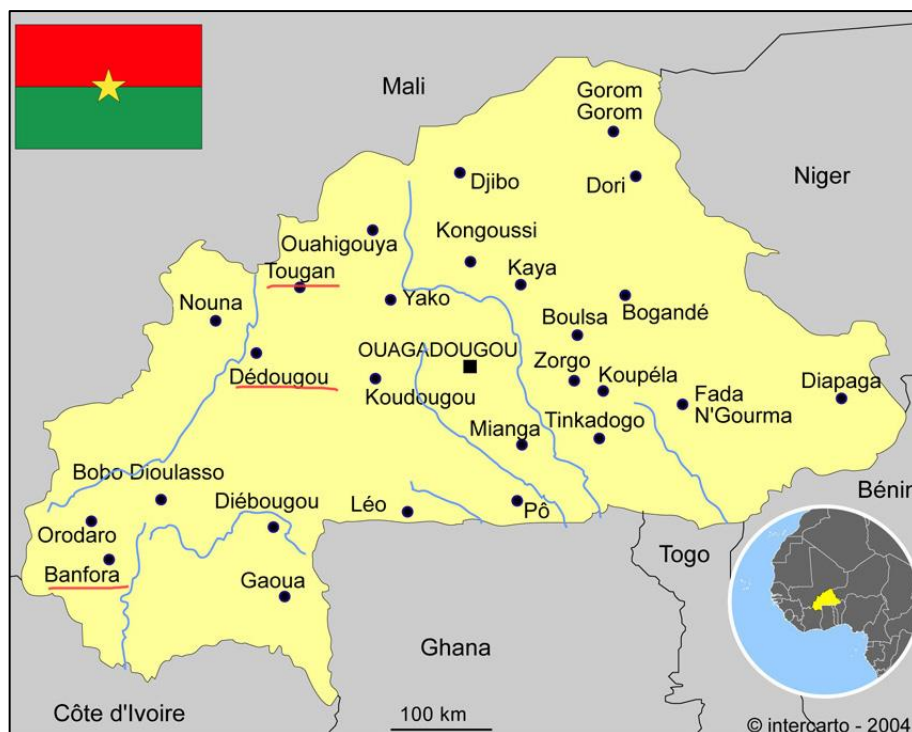 Mali
Gorom
Gorom
Niger
Djibo
Dori
Ouahigouya
Kongoussi
Tougan
Kaya
Nouna
Yako
Bogandé
Boulsa
OUAGADOUGOU
Dédougou
Koudougou
Zorgo
Koupéla
Fada
N'Gourma
Diapaga
Mianga
Tinkadogo
Bobo Dioulasso
Diébougou
Léo
Pô
Bénin
Orodaro
Banfora
Gaoua
Togo
Ghana
Côte d'Ivoire
100 km
© intercarto - 2004